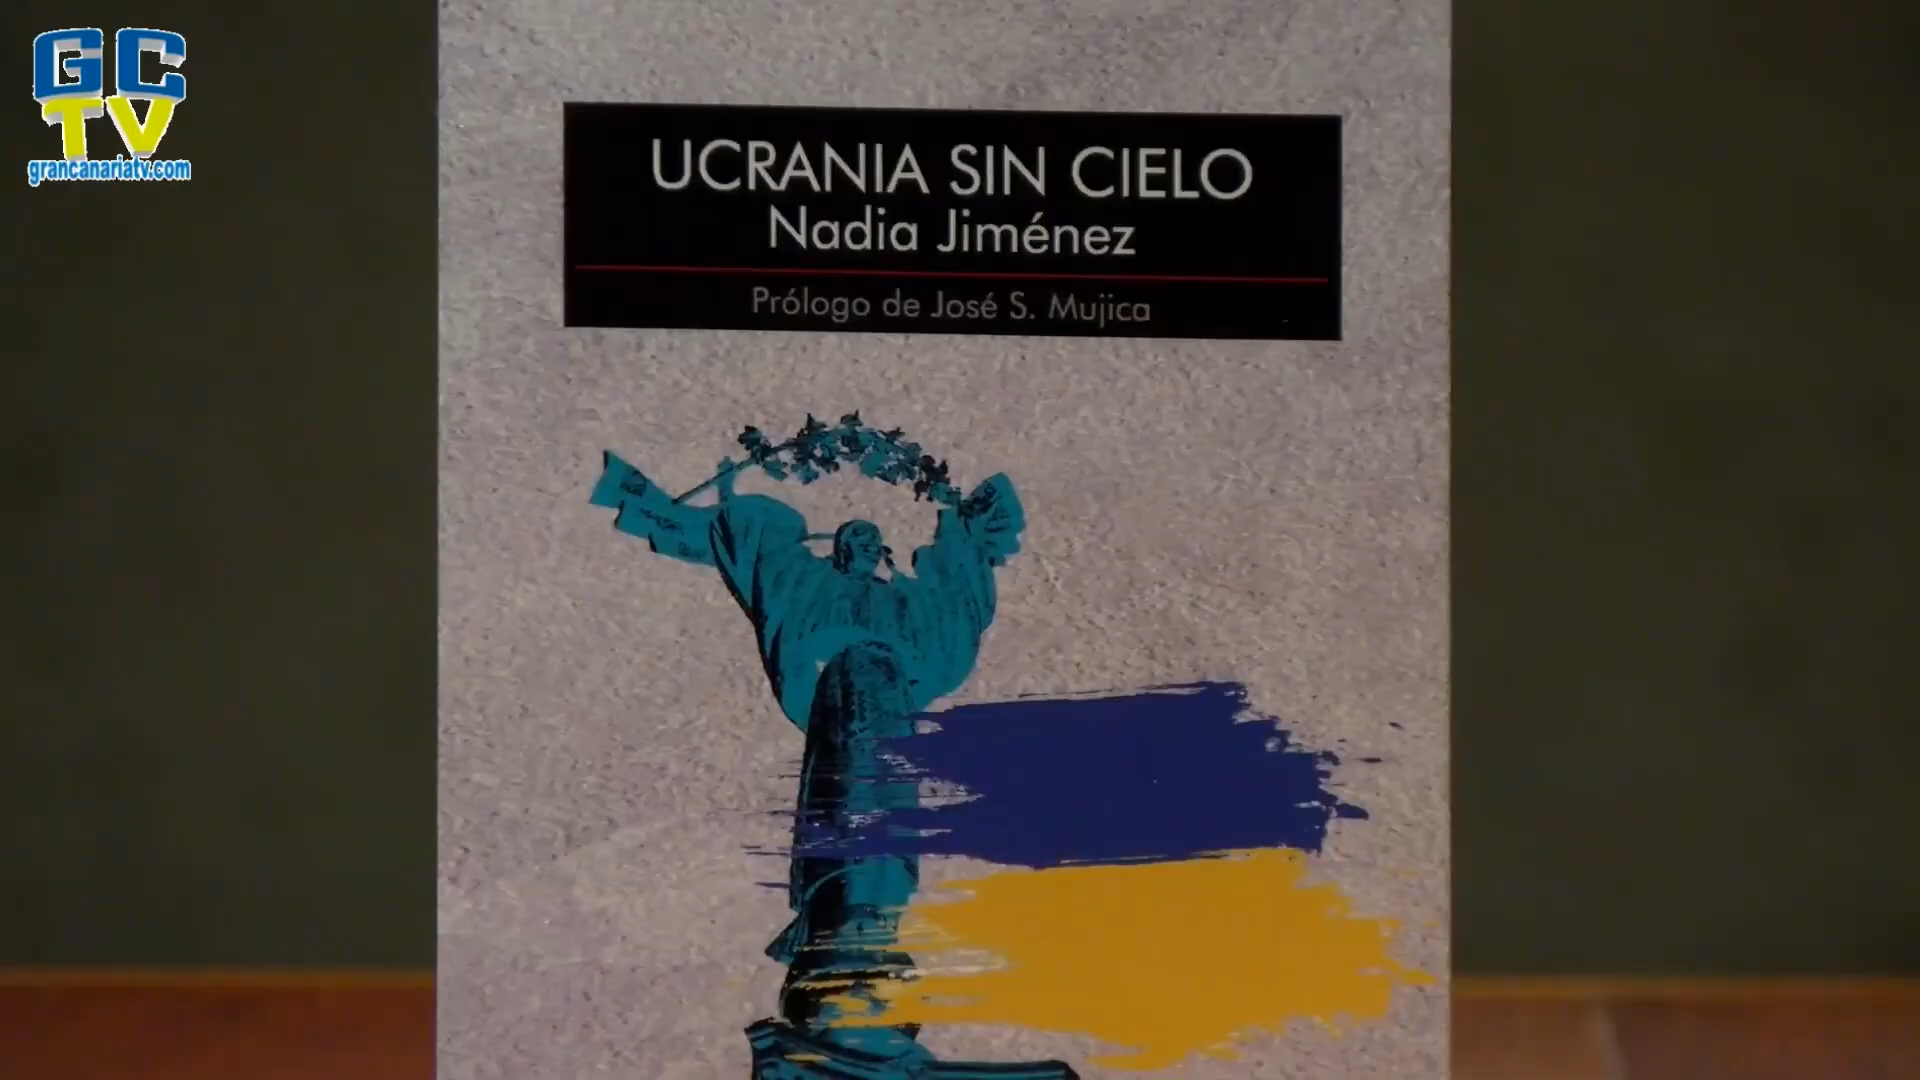 GC
TV
grancanariatv.com
UCRANIA SIN CIELO
Nadia Jiménez
Prólogo de José S. Mujica